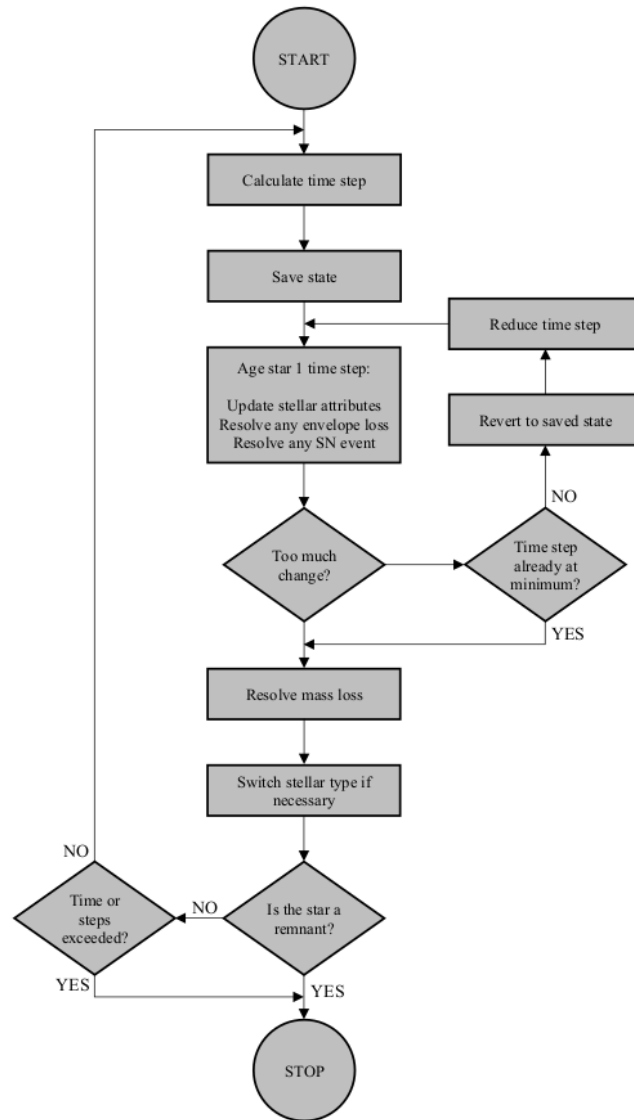 START
Calculate time step
Save state
Reduce time step
Age star 1 time step:
Update stellar attributes
Resolve any envelope loss
Resolve any SN event
Revert to saved state
NO
Too much
change?
Time step
already at
minimum?
YES
Resolve mass loss
Switch stellar type if
necessary
NO
Time or
steps
exceeded?
NO
Is the star a
remnant?
YES
YES
STOP